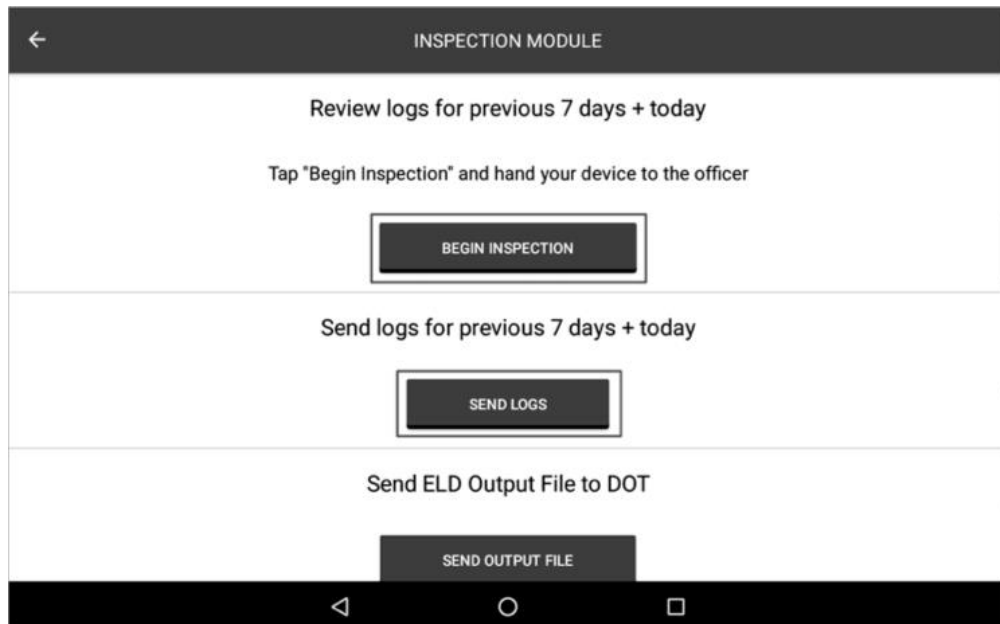 INSPECTION MODULE
Review logs for previous 7 days + today
Tap "Begin Inspection" and hand your device to the officer
BEGIN INSPECTION
Send logs for previous 7 days + today
SEND LOGS
Send ELD Output File to DOT
SEND OUTPUT FILE